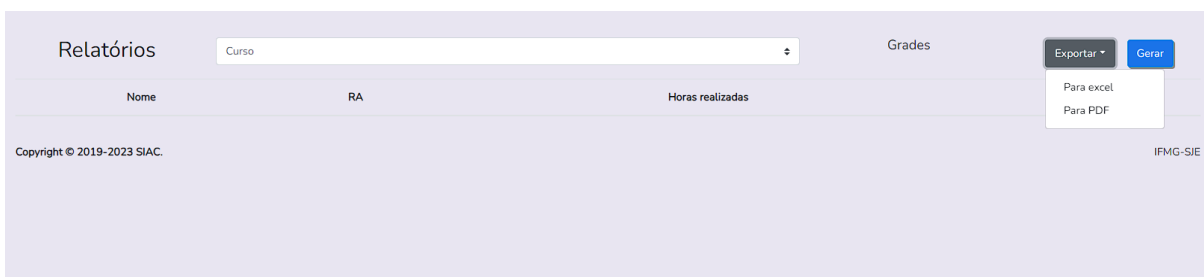 Relatórios
Curso
Grades
Exportar
Gerar
Para excel
Para PDF
Nome
RA
Horas realizadas
Copyright © 2019-2023 SIAC.
IFMG-SJE